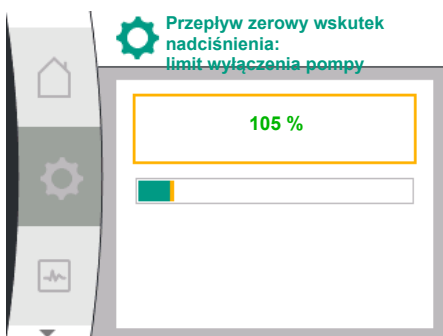 Przepływ zerowy wskutek
nadciśnienia:
limit wyłączenia pompy
105 %